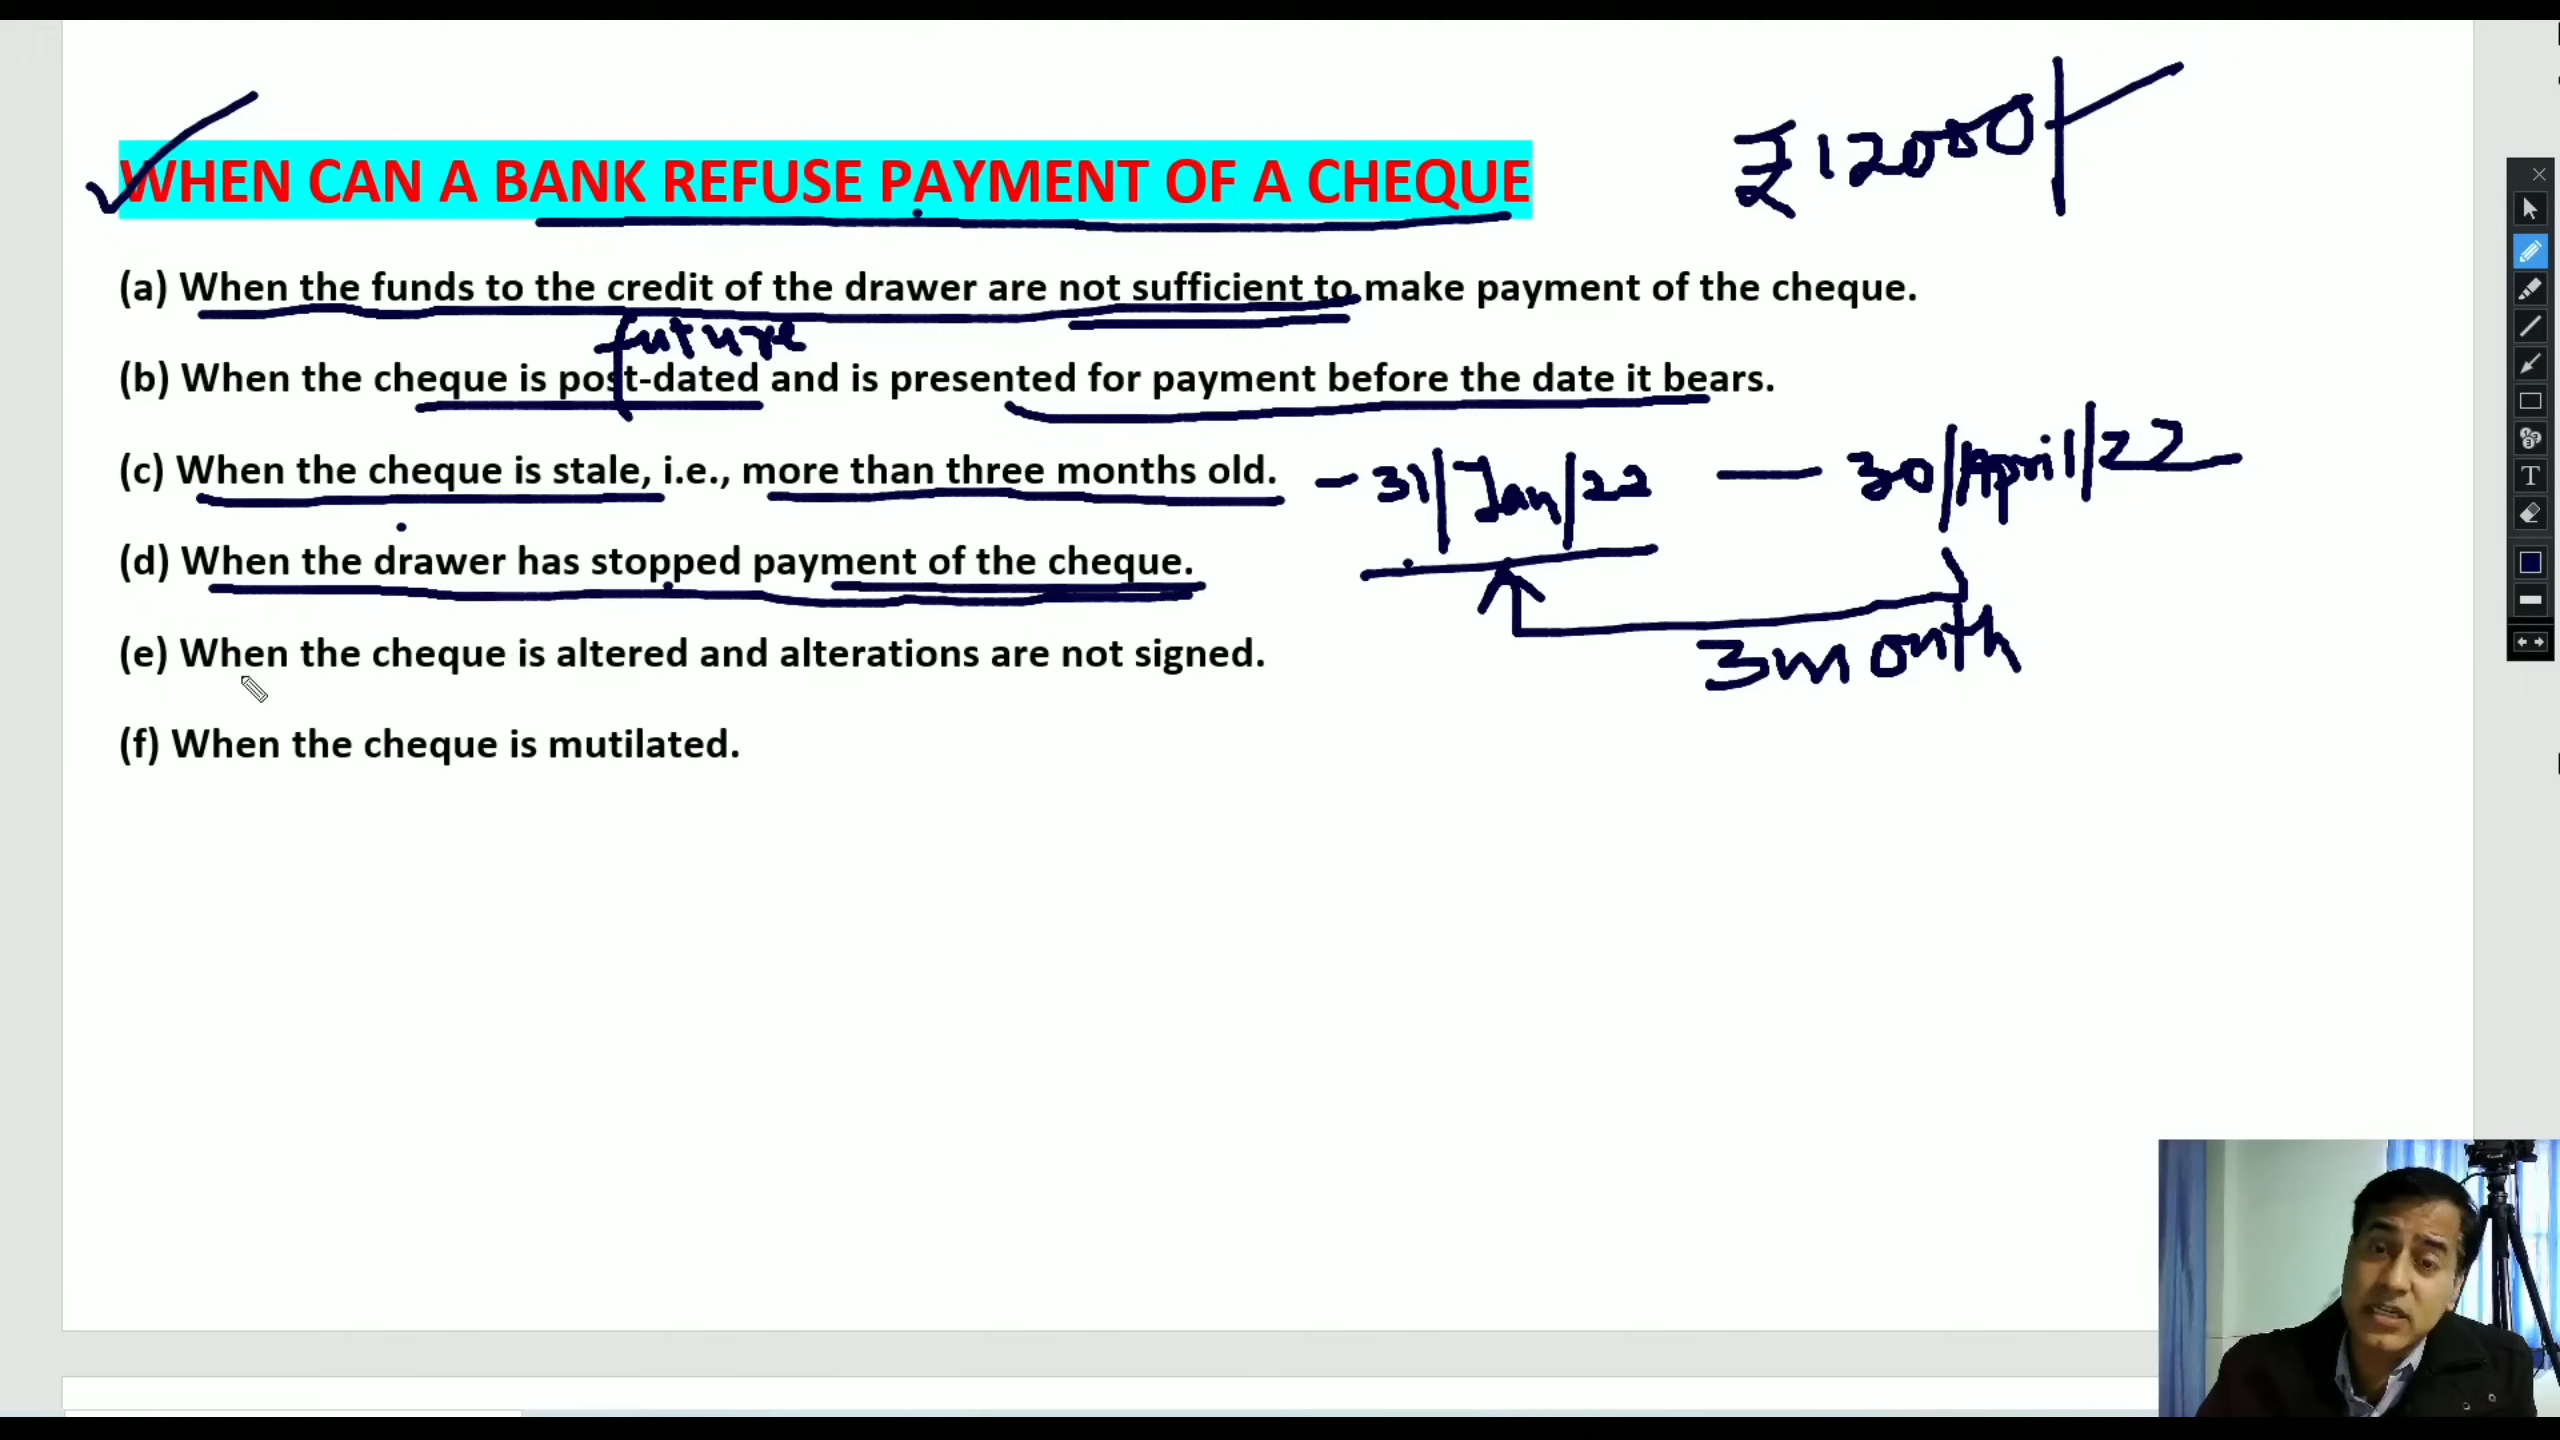 WHEN CAN A BANK REFUSE PAYMENT OF A CHEQUE
₹12000/-
(a) When the funds to the credit of the drawer are not sufficient to make payment of the cheque.
future
(b) When the cheque is post-dated and is presented for payment before the date it bears.
(c) When the cheque is stale, i.e., more than three months old. - 31/Jan/22 — 30/April/22
(d) When the drawer has stopped payment of the cheque.
(e) When the cheque is altered and alterations are not signed.
3 month
(f) When the cheque is mutilated.